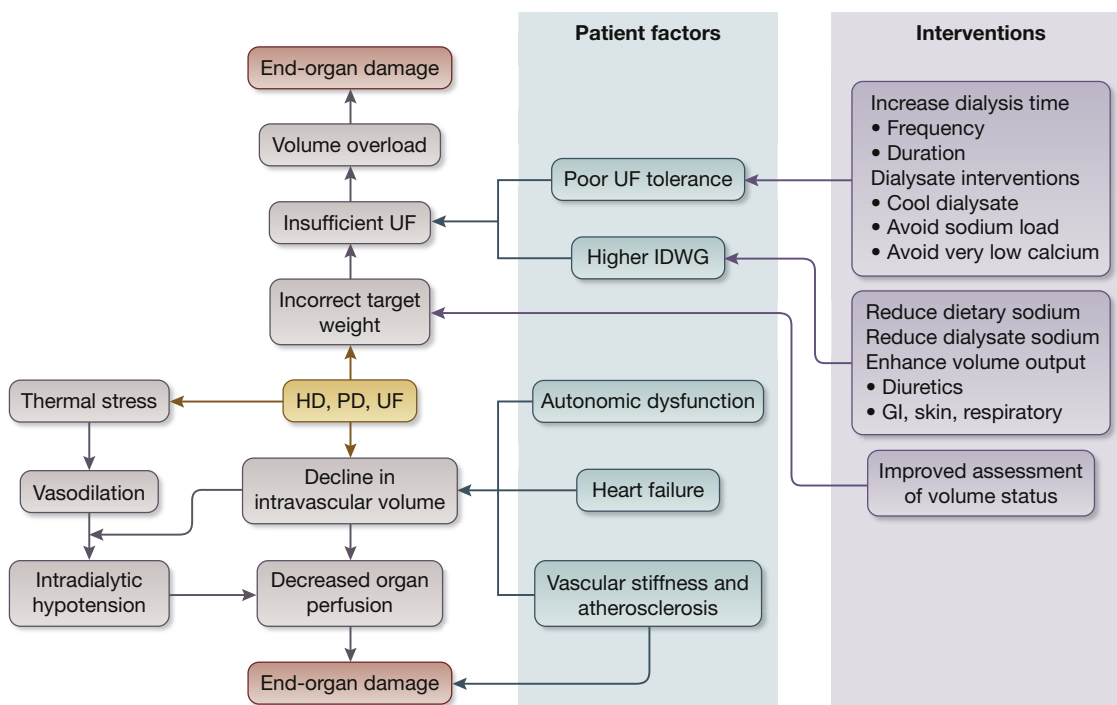 Patient factors
Interventions
End-organ damage
Volume overload
Insufficient UF
Incorrect target
weight
HD, PD, UF
Thermal stress
Vasodilation
Intradialytic
hypotension
Decline in
intravascular volume
Decreased organ
perfusion
End-organ damage
Poor UF tolerance
Higher IDWG
Autonomic dysfunction
Heart failure
Vascular stiffness and
atherosclerosis
Increase dialysis time
• Frequency
• Duration
Dialysate interventions
• Cool dialysate
• Avoid sodium load
• Avoid very low calcium
Reduce dietary sodium
Reduce dialysate sodium
Enhance volume output
• Diuretics
• GI, skin, respiratory
Improved assessment
of volume status